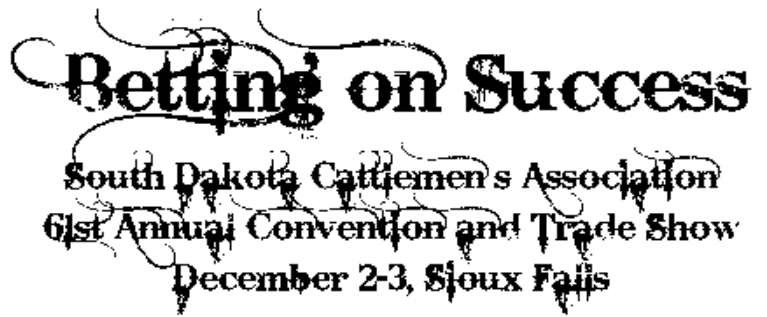 Betting on Success
South Dakota Cattlemen s Association
61st Annual Convention and Trade Show
December 2-3, Sioux Falls